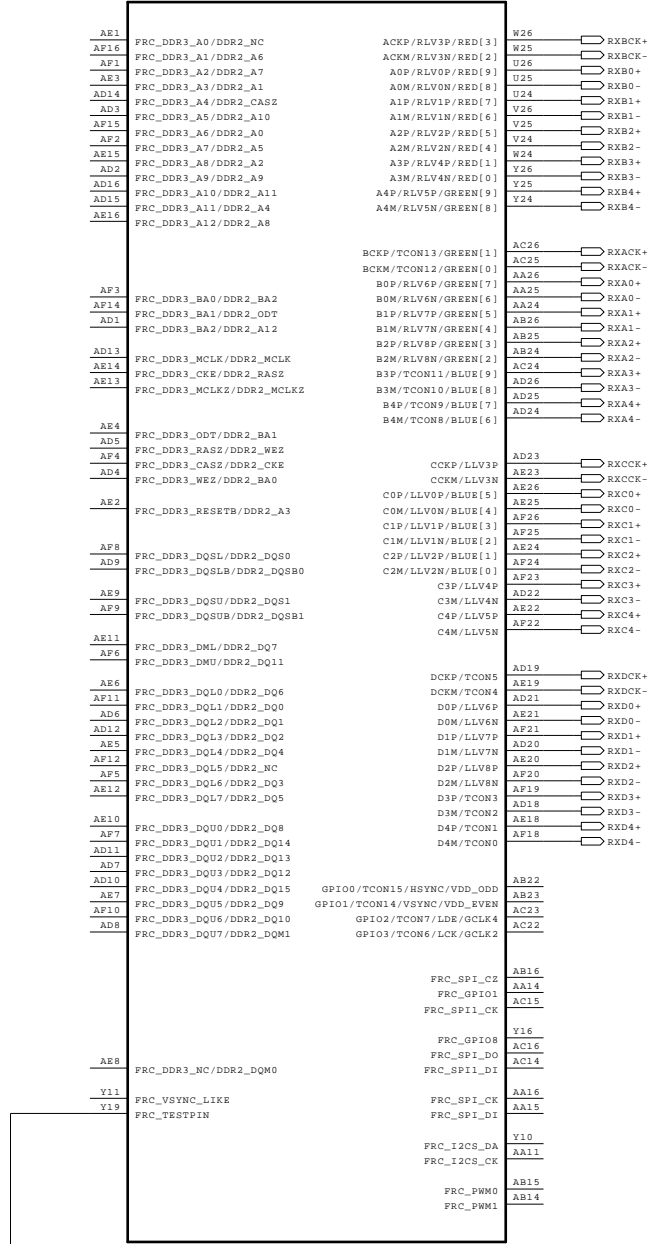 AE1 FRC_DDR3_A0/DDR2_NC
AF16 FRC_DDR3_A1/DDR2_A6
AF1 FRC_DDR3_A2/DDR2_A7
AE3 FRC_DDR3_A3/DDR2_A1
AD14 FRC_DDR3_A4/DDR2_CASZ
AD3 FRC_DDR3_A5/DDR2_A10
AF15 FRC_DDR3_A6/DDR2_A0
AF2 FRC_DDR3_A7/DDR2_A5
AE15 FRC_DDR3_A8/DDR2_A2
AD2 FRC_DDR3_A9/DDR2_A9
AD16 FRC_DDR3_A10/DDR2_A11
AD15 FRC_DDR3_A11/DDR2_A4
AE16 FRC_DDR3_A12/DDR2_A8
AF3 FRC_DDR3_BA0/DDR2_BA2
AF14 FRC_DDR3_BA1/DDR2_ODT
AD1 FRC_DDR3_BA2/DDR2_A12
AD13 FRC_DDR3_MCLK/DDR2_MCLK
AE14 FRC_DDR3_CKE/DDR2_RASZ
AE13 FRC_DDR3_MCLKZ/DDR2_MCLKZ
AE4 FRC_DDR3_ODT/DDR2_BA1
AD5 FRC_DDR3_RASZ/DDR2_WEZ
AF4 FRC_DDR3_CASZ/DDR2_CKE
AD4 FRC_DDR3_WEZ/DDR2_BA0
AE2 FRC_DDR3_RESETB/DDR2_A3
AF8 FRC_DDR3_DQSL/DDR2_DQS0
AD9 FRC_DDR3_DQSLB/DDR2_DQSB0
AE9 FRC_DDR3_DQSU/DDR2_DQS1
AF9 FRC_DDR3_DQSUB/DDR2_DQSB1
AE11 FRC_DDR3_DML/DDR2_DQ7
AF6 FRC_DDR3_DMU/DDR2_DQ11
AE6 FRC_DDR3_DQL0/DDR2_DQ6
AF11 FRC_DDR3_DQL1/DDR2_DQ0
AD6 FRC_DDR3_DQL2/DDR2_DQ1
AD12 FRC_DDR3_DQL3/DDR2_DQ2
AE5 FRC_DDR3_DQL4/DDR2_DQ4
AF12 FRC_DDR3_DQL5/DDR2_NC
AF5 FRC_DDR3_DQL6/DDR2_DQ3
AE12 FRC_DDR3_DQL7/DDR2_DQ5
AE10 FRC_DDR3_DQU0/DDR2_DQ8
AF7 FRC_DDR3_DQU1/DDR2_DQ14
AD11 FRC_DDR3_DQU2/DDR2_DQ13
AD7 FRC_DDR3_DQU3/DDR2_DQ12
AD10 FRC_DDR3_DQU4/DDR2_DQ15
AE7 FRC_DDR3_DQU5/DDR2_DQ9
AF10 FRC_DDR3_DQU6/DDR2_DQ10
AD8 FRC_DDR3_DQU7/DDR2_DQM1
AE8 FRC_DDR3_NC/DDR2_DQM0
Y11 FRC_VSYNC_LIKE
Y19 FRC_TESTPIN
ACKP/RLV3P/RED[3] W26 RXBCK+
ACKM/RLV3N/RED[2] W25 RXBCK-
A0P/RLV0P/RED[9] U26 RXB0+
A0M/RLV0N/RED[8] U25 RXB0-
A1P/RLV1P/RED[7] U24 RXB1+
A1M/RLV1N/RED[6] V26 RXB1-
A2P/RLV2P/RED[5] V25 RXB2+
A2M/RLV2N/RED[4] V24 RXB2-
A3P/RLV4P/RED[1] W24 RXB3+
A3M/RLV4N/RED[0] Y26 RXB3-
A4P/RLV5P/GREEN[9] Y25 RXB4+
A4M/RLV5N/GREEN[8] Y24 RXB4-
BCKP/TCON13/GREEN[1] AC26 RXACK+
BCKM/TCON12/GREEN[0] AC25 RXACK-
B0P/RLV6P/GREEN[7] AA26 RXA0+
B0M/RLV6N/GREEN[6] AA25 RXA0-
B1P/RLV7P/GREEN[5] AA24 RXA1+
B1M/RLV7N/GREEN[4] AB26 RXA1-
B2P/RLV8P/GREEN[3] AB25 RXA2+
B2M/RLV8N/GREEN[2] AB24 RXA2-
B3P/TCON11/BLUE[9] AC24 RXA3+
B3M/TCON10/BLUE[8] AD26 RXA3-
B4P/TCON9/BLUE[7] AD25 RXA4+
B4M/TCON8/BLUE[6] AD24 RXA4-
CCKP/LLV3P AD23 RXCCK+
CCKM/LLV3N AE23 RXCCK-
C0P/LLV0P/BLUE[5] AE26 RXC0+
C0M/LLV0N/BLUE[4] AE25 RXC0-
C1P/LLV1P/BLUE[3] AF26 RXC1+
C1M/LLV1N/BLUE[2] AF25 RXC1-
C2P/LLV2P/BLUE[1] AE24 RXC2+
C2M/LLV2N/BLUE[0] AF24 RXC2-
C3P/LLV4P AF23 RXC3+
C3M/LLV4N AD22 RXC3-
C4P/LLV5P AE22 RXC4+
C4M/LLV5N AF22 RXC4-
DCKP/TCON5 AD19 RXDCK+
DCKM/TCON4 AE19 RXDCK-
D0P/LLV6P AD21 RXD0+
D0M/LLV6N AE21 RXD0-
D1P/LLV7P AF21 RXD1+
D1M/LLV7N AD20 RXD1-
D2P/LLV8P AE20 RXD2+
D2M/LLV8N AF20 RXD2-
D3P/TCON3 AF19 RXD3+
D3M/TCON2 AD18 RXD3-
D4P/TCON1 AE18 RXD4+
D4M/TCON0 AF18 RXD4-
GPIO0/TCON15/HSYNC/VDD_ODD AB22
GPIO1/TCON14/VSYNC/VDD_EVEN AB23
GPIO2/TCON7/LDE/GCLK4 AC23
GPIO3/TCON6/LCK/GCLK2 AC22
FRC_SPI_CZ AB16
FRC_GPIO1 AA14
FRC_SPI1_CK AC15
FRC_GPIO8 Y16
FRC_SPI_DO AC16
FRC_SPI1_DI AC14
FRC_SPI_CK AA16
FRC_SPI_DI AA15
FRC_I2CS_DA Y10
FRC_I2CS_CK AA11
FRC_PWM0 AB15
FRC_PWM1 AB14